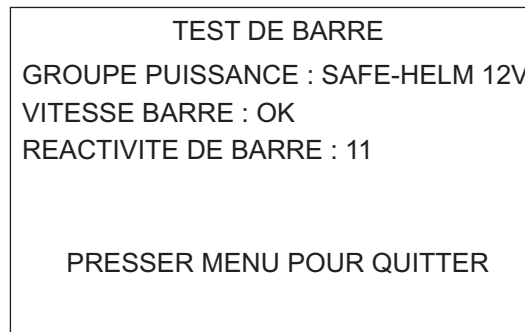 TEST DE BARRE
GROUPE PUISSANCE : SAFE-HELM 12V
VITESSE BARRE : OK
REACTIVITE DE BARRE : 11
PRESSER MENU POUR QUITTER